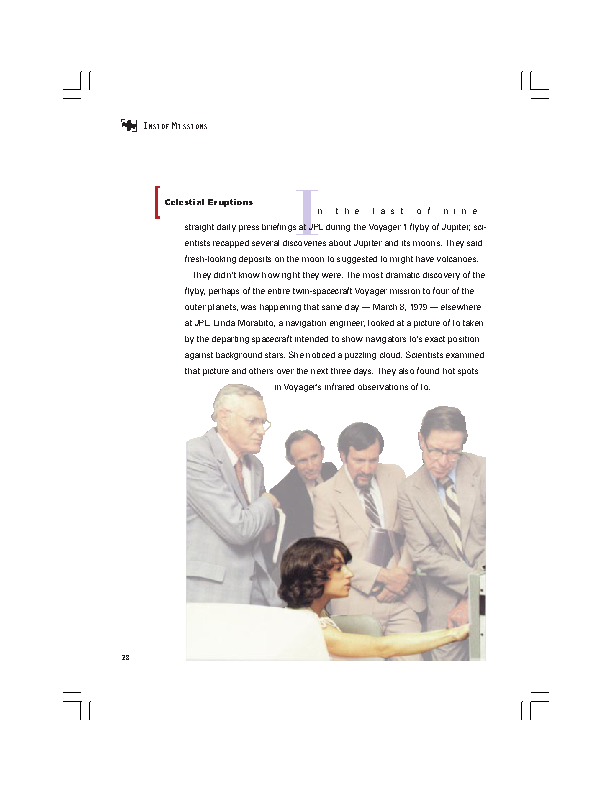 INSIDE MISSIONS
Celestial Eruptions
In the last of nine
straight daily press briefings at JPL during the Voyager 1 flyby of Jupiter, sci-
entists recapped several discoveries about Jupiter and its moons. They said
fresh-looking deposits on the moon Io suggested Io might have volcanoes.
They didn't know how right they were. The most dramatic discovery of the
flyby, perhaps of the entire twin-spacecraft Voyager mission to four of the
outer planets, was happening that same day — March 8, 1979 — elsewhere
at JPL. Linda Morabito, a navigation engineer, looked at a picture of Io taken
by the departing spacecraft intended to show navigators Io's exact position
against background stars. She noticed a puzzling cloud. Scientists examined
that picture and others over the next three days. They also found hot spots
in Voyager's infrared observations of Io.
28